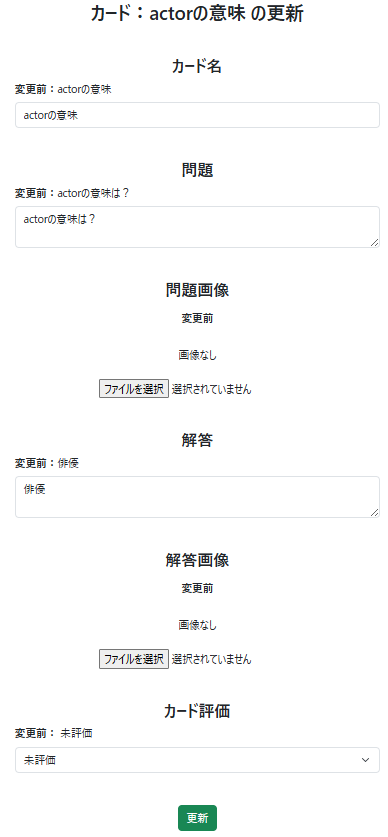 カード：actorの意味 の更新
カード名
変更前：actorの意味
actorの意味
問題
変更前：actorの意味は？
actorの意味は？
問題画像
変更前
画像なし
ファイルを選択 選択されていません
解答
変更前：俳優
俳優
解答画像
変更前
画像なし
ファイルを選択 選択されていません
カード評価
変更前： 未評価
未評価
更新